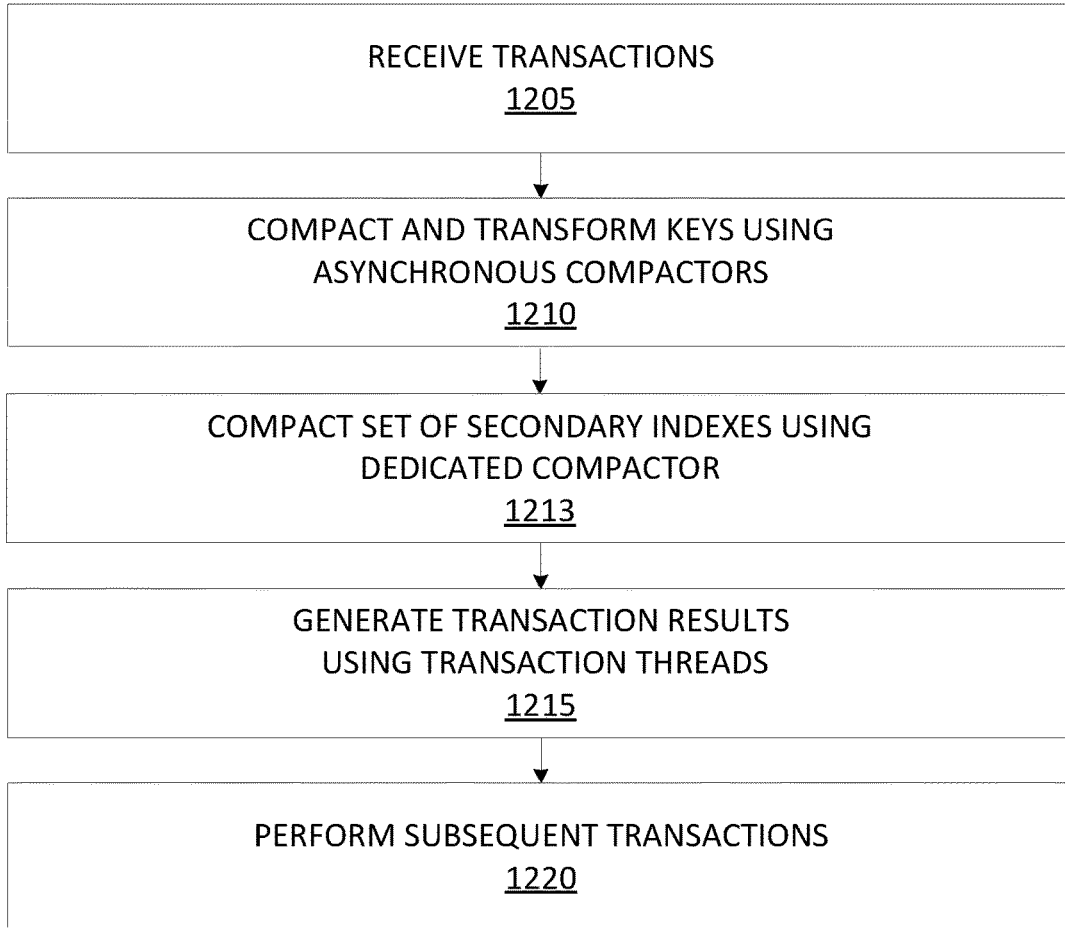 RECEIVE TRANSACTIONS
1205
COMPACT AND TRANSFORM KEYS USING
ASYNCHRONOUS COMPACTORS
1210
COMPACT SET OF SECONDARY INDEXES USING
DEDICATED COMPACTOR
1213
GENERATE TRANSACTION RESULTS
USING TRANSACTION THREADS
1215
PERFORM SUBSEQUENT TRANSACTIONS
1220